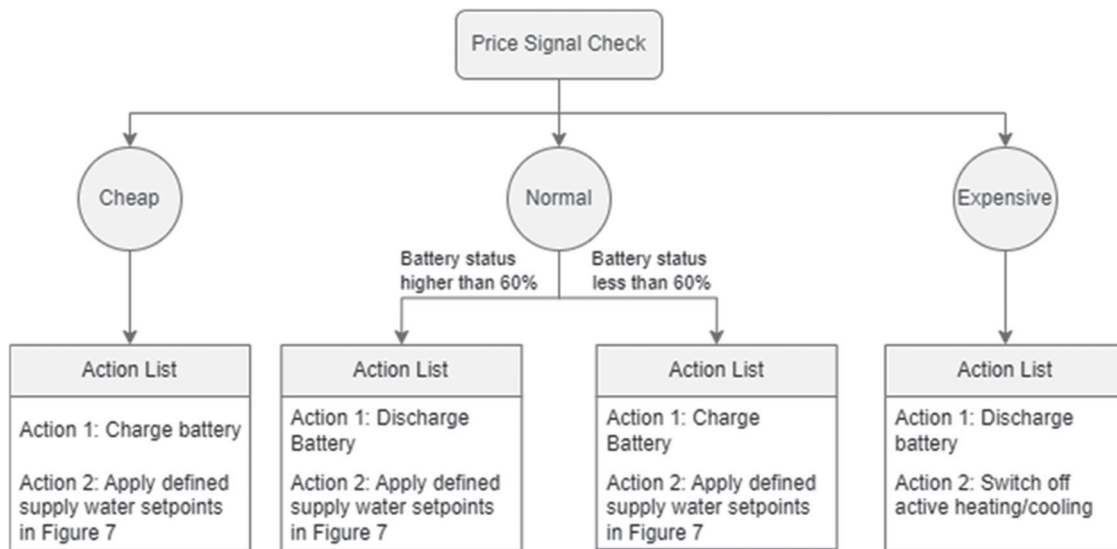 Price Signal Check
Cheap
Normal
Expensive
Battery status
higher than 60%
Battery status
less than 60%
Action List
Action 1: Charge battery
Action 2: Apply defined
supply water setpoints
in Figure 7
Action List
Action 1: Discharge
Battery
Action 2: Apply defined
supply water setpoints
in Figure 7
Action List
Action 1: Charge
Battery
Action 2: Apply defined
supply water setpoints
in Figure 7
Action List
Action 1: Discharge
battery
Action 2: Switch off
active heating/cooling